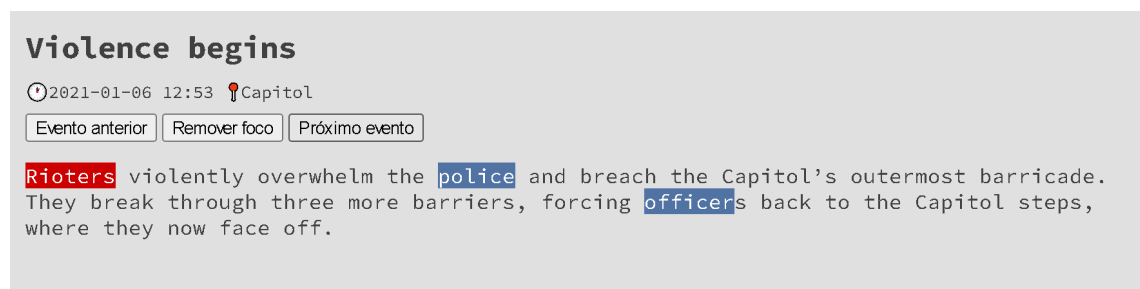 Violence begins
2021-01-06 12:53 Capitol
Evento anterior Remover foco Próximo evento
Rioters violently overwhelm the police and breach the Capitol’s outermost barricade.
They break through three more barriers, forcing officers back to the Capitol steps,
where they now face off.